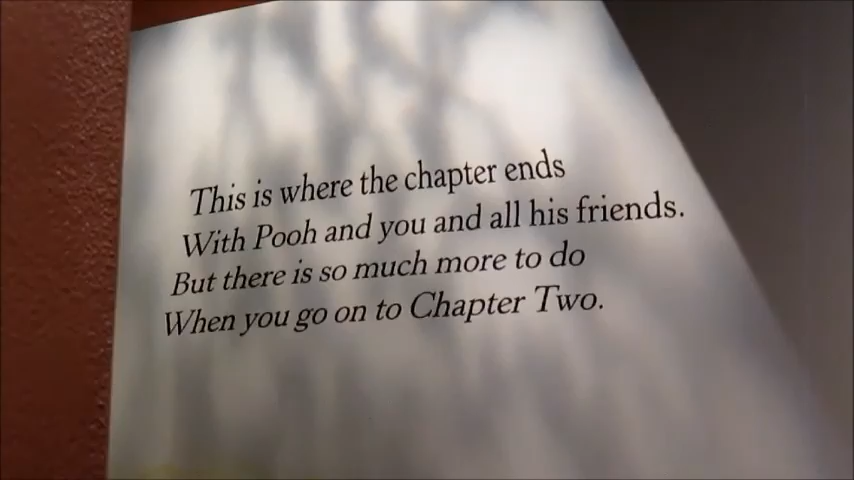 This is where the chapter ends
With Pooh and you and all his friends.
But there is so much more to do
When you go on to Chapter Two.